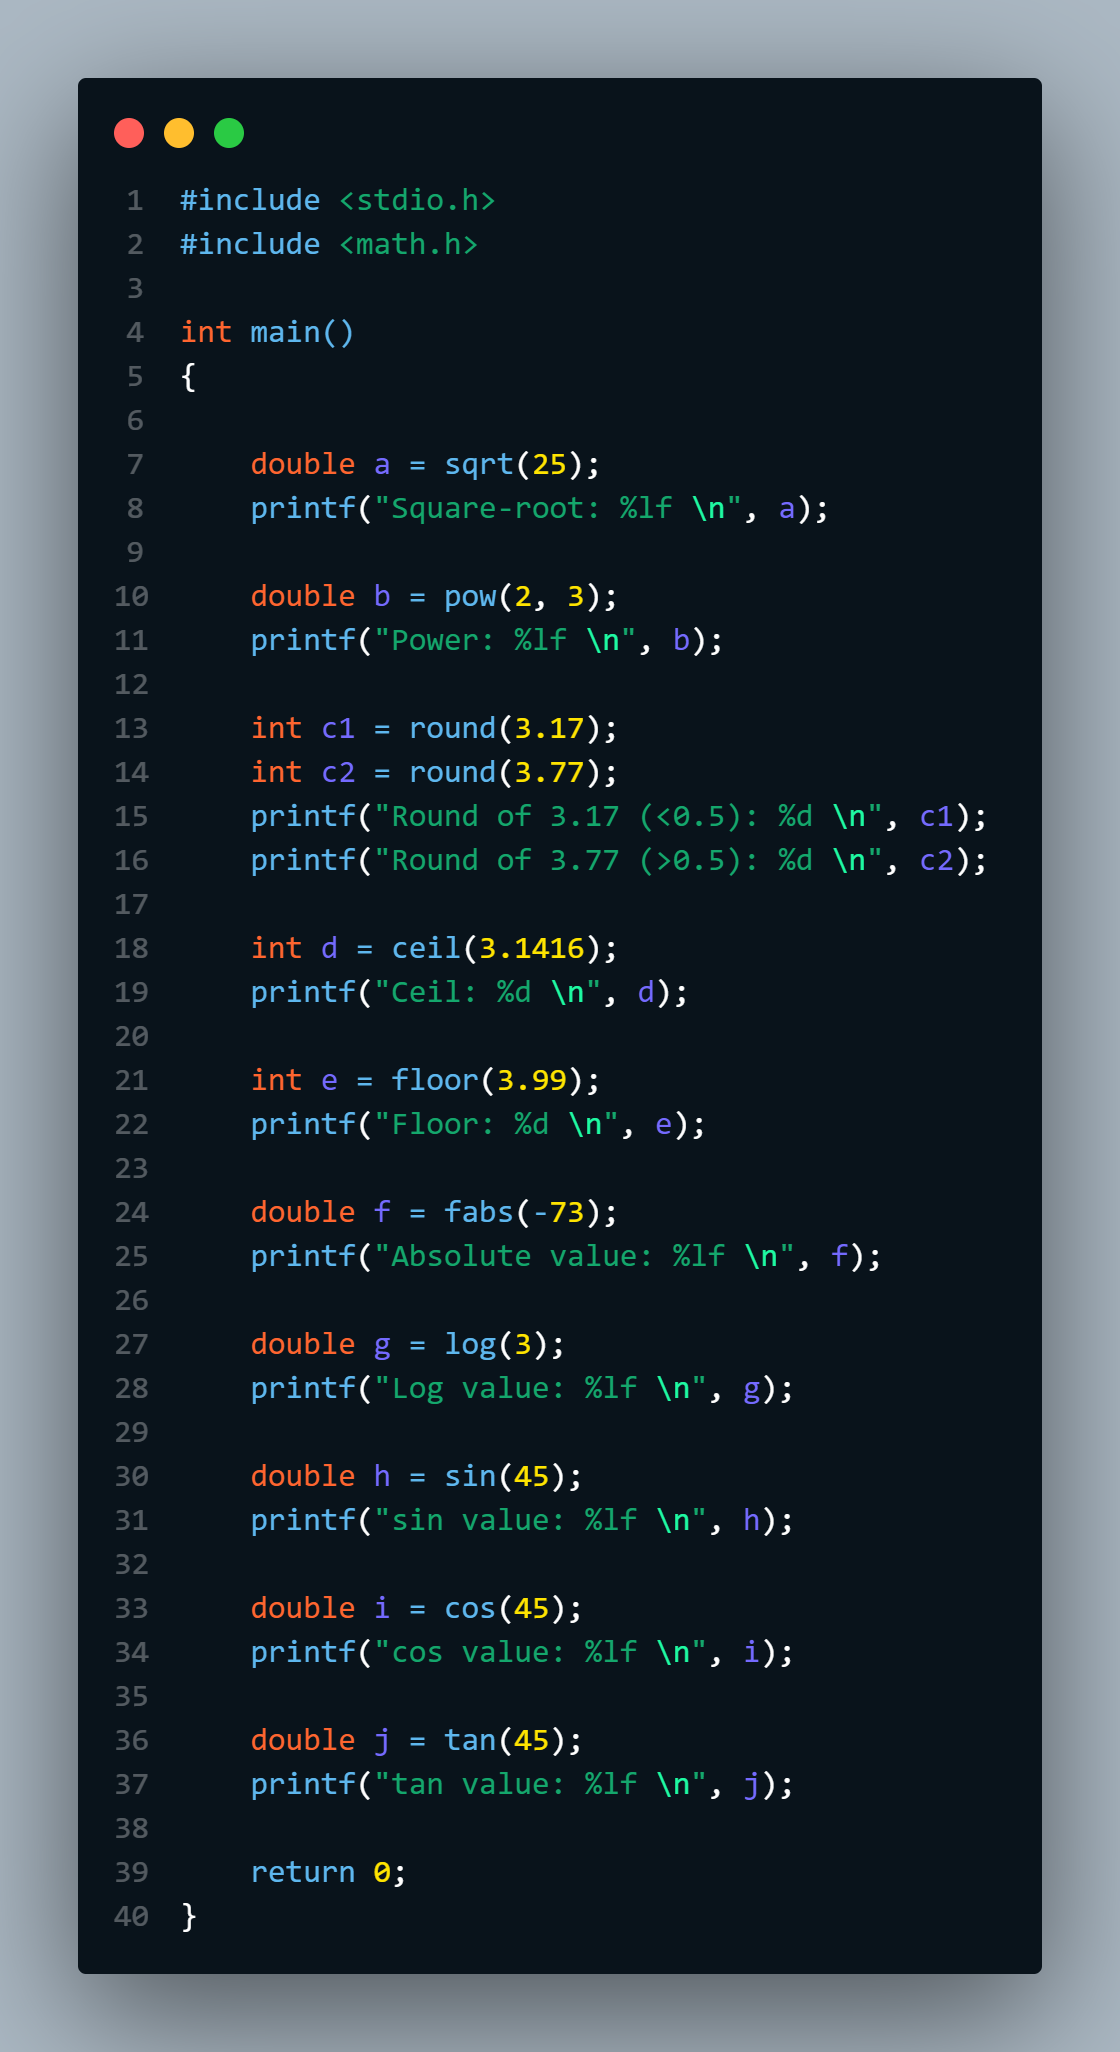 1 #include <stdio.h>
2 #include <math.h>
3
4 int main()
5 {
6
7     double a = sqrt(25);
8     printf("Square-root: %lf \n", a);
9
10     double b = pow(2, 3);
11     printf("Power: %lf \n", b);
12
13     int c1 = round(3.17);
14     int c2 = round(3.77);
15     printf("Round of 3.17 (<0.5): %d \n", c1);
16     printf("Round of 3.77 (>0.5): %d \n", c2);
17
18     int d = ceil(3.1416);
19     printf("Ceil: %d \n", d);
20
21     int e = floor(3.99);
22     printf("Floor: %d \n", e);
23
24     double f = fabs(-73);
25     printf("Absolute value: %lf \n", f);
26
27     double g = log(3);
28     printf("Log value: %lf \n", g);
29
30     double h = sin(45);
31     printf("sin value: %lf \n", h);
32
33     double i = cos(45);
34     printf("cos value: %lf \n", i);
35
36     double j = tan(45);
37     printf("tan value: %lf \n", j);
38
39     return 0;
40 }